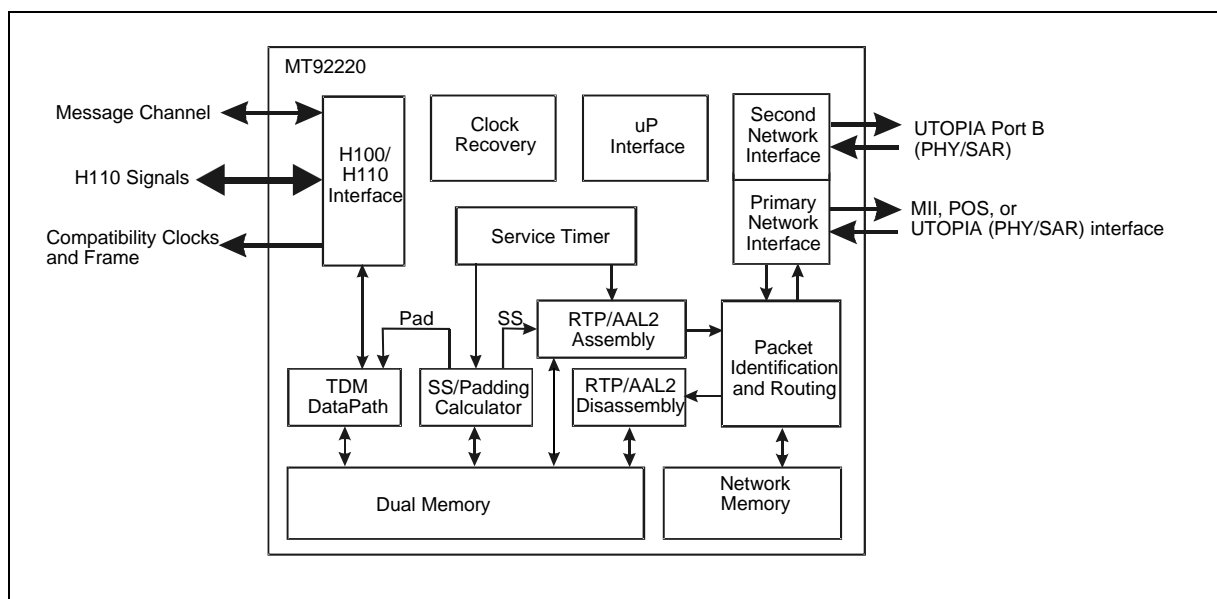 MT92220
Message Channel
H110 Signals
Compatibility Clocks
and Frame
H100/
H110
Interface
Clock
Recovery
uP
Interface
Second
Network
Interface
Primary
Network
Interface
UTOPIA Port B
(PHY/SAR)
MII, POS, or
UTOPIA (PHY/SAR) interface
Service Timer
Pad
SS
RTP/AAL2
Assembly
Packet
Identification
and Routing
TDM
DataPath
SS/Padding
Calculator
RTP/AAL2
Disassembly
Dual Memory
Network
Memory